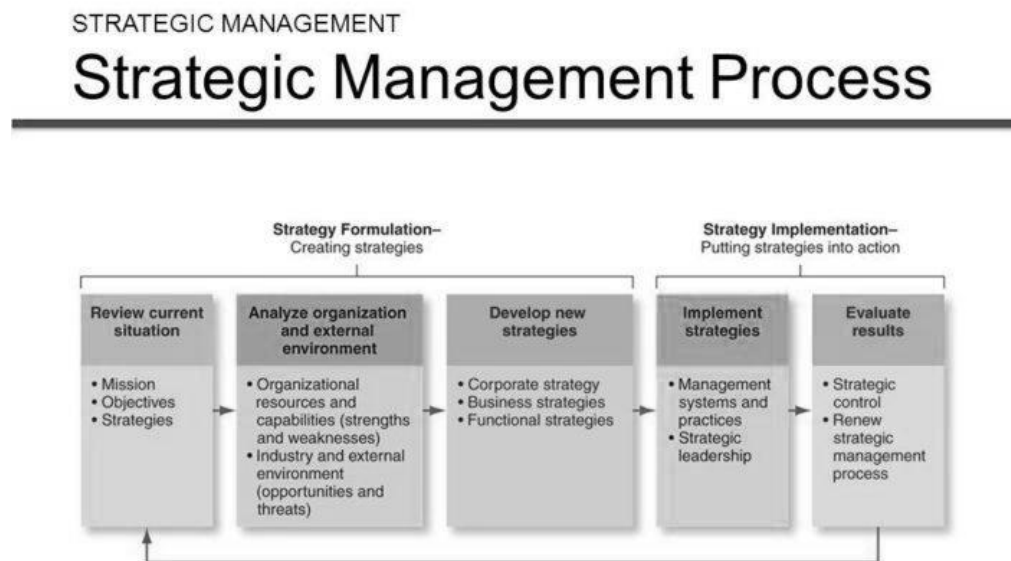 STRATEGIC MANAGEMENT
Strategic Management Process
Strategy Formulation–
Creating strategies
Strategy Implementation–
Putting strategies into action
Review current
situation
• Mission
• Objectives
• Strategies
Analyze organization
and external
environment
• Organizational
resources and
capabilities (strengths
and weaknesses)
• Industry and external
environment
(opportunities and
threats)
Develop new
strategies
• Corporate strategy
• Business strategies
• Functional strategies
Implement
strategies
• Management
systems and
practices
• Strategic
leadership
Evaluate
results
• Strategic
control
• Renew
strategic
management
process